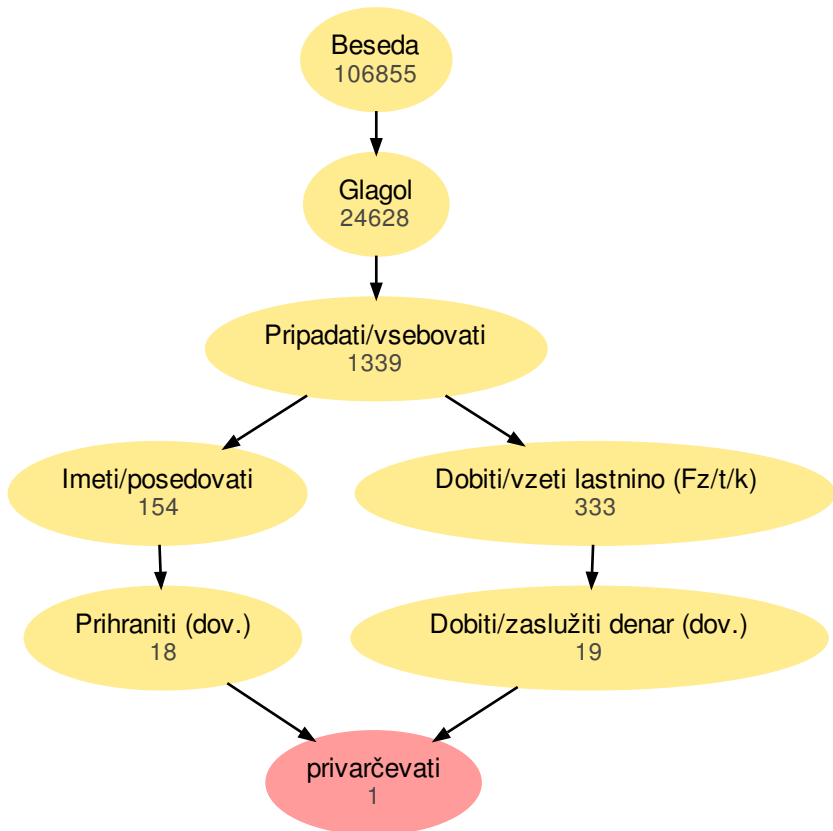 Beseda
106855
Glagol
24628
Pripadati/vsebovati
1339
Imeti/posedovati
154
Dobiti/vzeti lastnino (Fz/t/k)
333
Prihraniti (dov.)
18
Dobiti/zaslužiti denar (dov.)
19
privarčevati
1